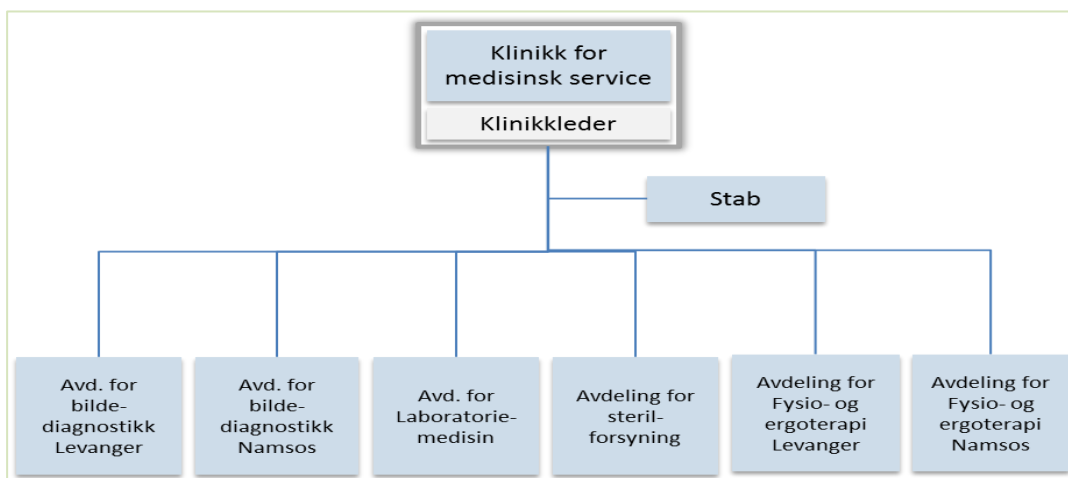 Klinikk for
medisinsk service
Klinikkleder
Stab
Avd. for
bilde-
diagnostikk
Levanger
Avd. for
bilde-
diagnostikk
Namsos
Avd. for
Laboratorie-
medisin
Avdeling for
steril-
forsyning
Avdeling for
Fysio- og
ergoterapi
Levanger
Avdeling for
Fysio- og
ergoterapi
Namsos